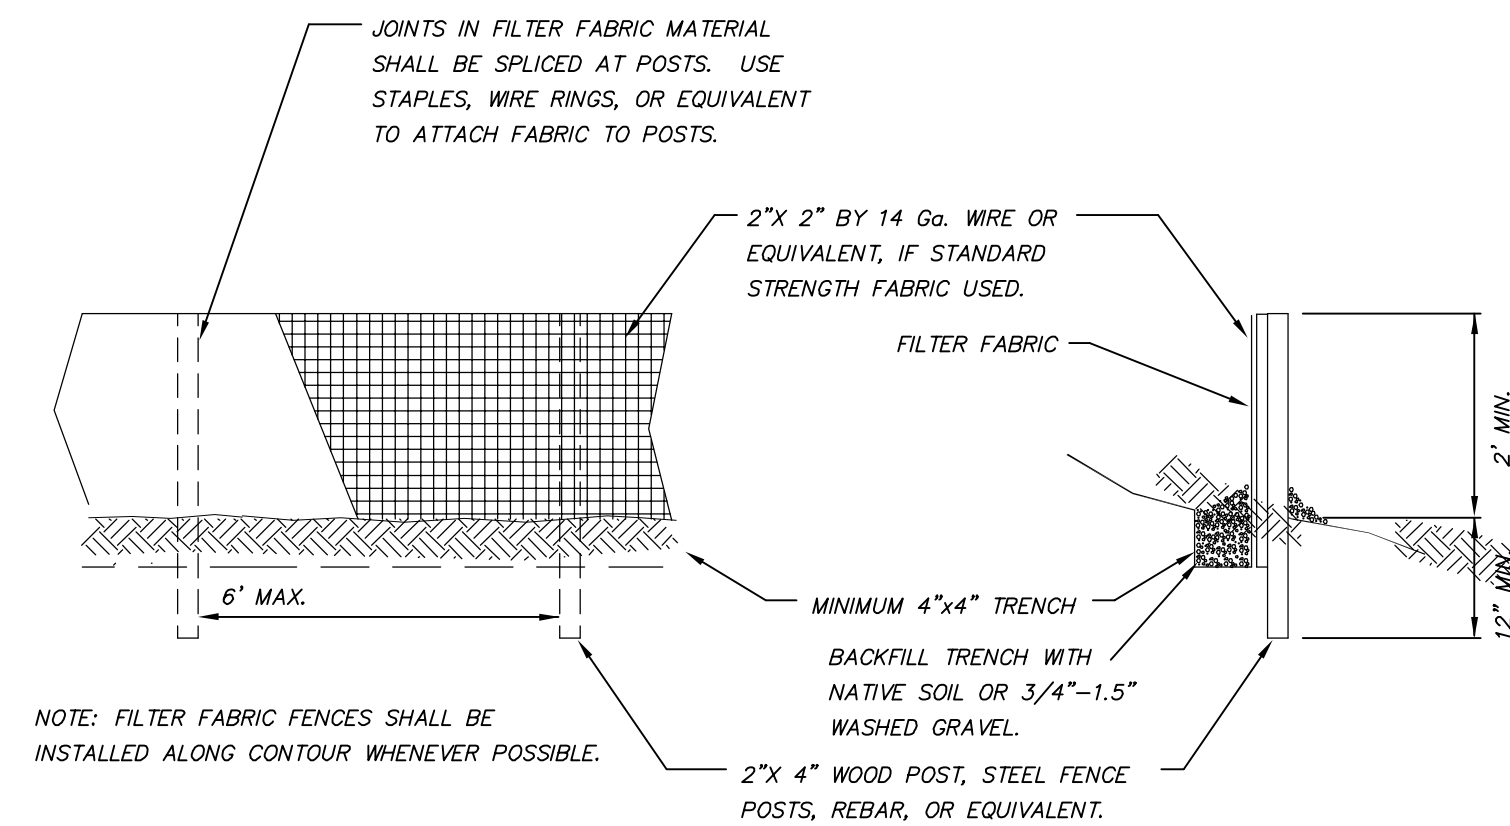 JOINTS IN FILTER FABRIC MATERIAL
SHALL BE SPLICED AT POSTS.  USE
STAPLES, WIRE RINGS, OR EQUIVALENT
TO ATTACH FABRIC TO POSTS.
2"X 2" BY 14 Ga. WIRE OR
EQUIVALENT, IF STANDARD
STRENGTH FABRIC USED.
FILTER FABRIC
2' MIN.
12" MIN.
6' MAX.
MINIMUM 4"x4" TRENCH
BACKFILL TRENCH WITH
NATIVE SOIL OR 3/4"-1.5"
WASHED GRAVEL.
NOTE: FILTER FABRIC FENCES SHALL BE
INSTALLED ALONG CONTOUR WHENEVER POSSIBLE.
2"X 4" WOOD POST, STEEL FENCE
POSTS, REBAR, OR EQUIVALENT.